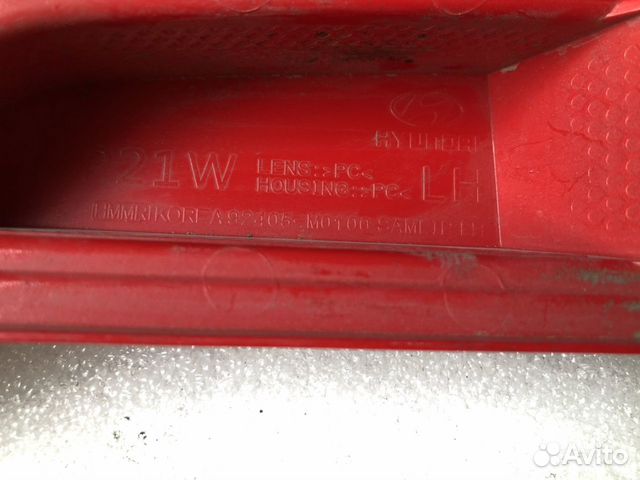 HYUNDAI
21W LENS:>PC< LH
HOUSING:>PC<
KOREA 92405-M0100
Avito